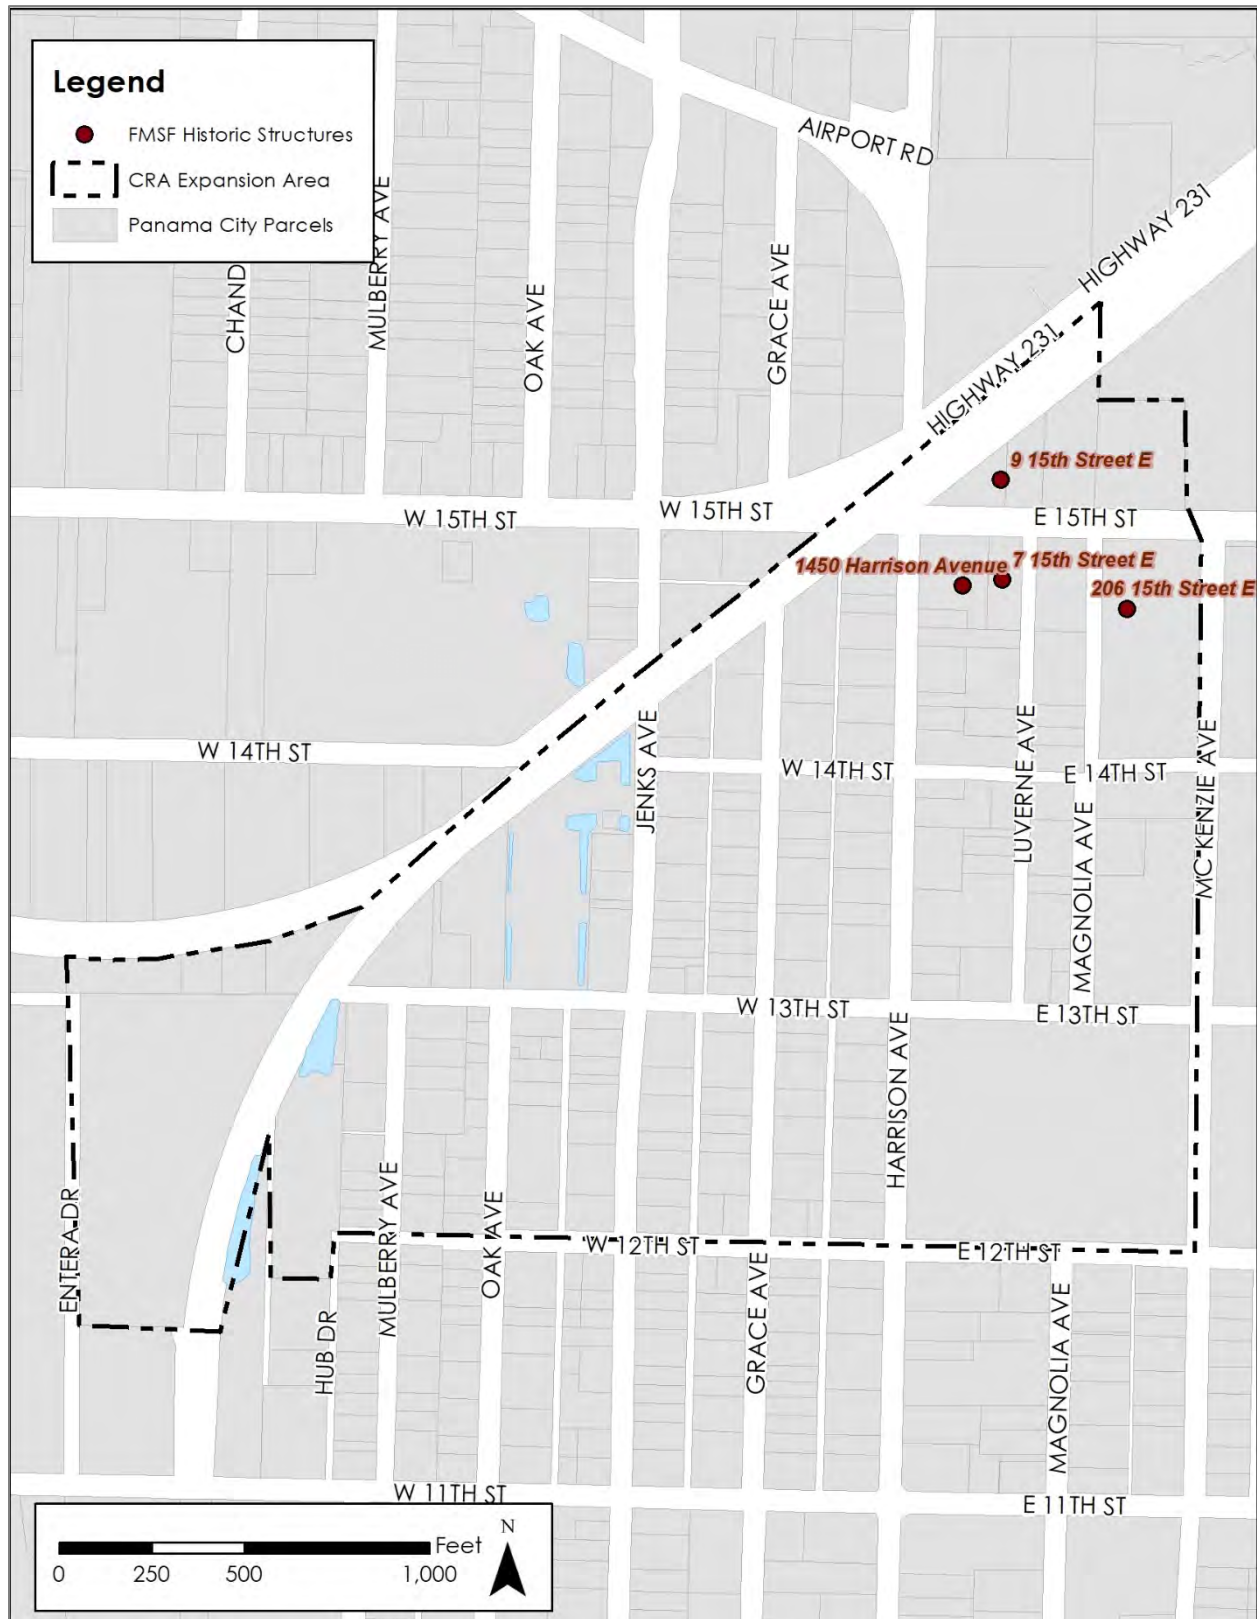 Legend
FMSF Historic Structures
CRA Expansion Area
Panama City Parcels
AIRPORT RD
HIGHWAY 231
CHAND
MULBERRY AVE
OAK AVE
GRACE AVE
HIGHWAY 231
9 15th Street E
W 15TH ST
W 15TH ST
E 15TH ST
1450 Harrison Avenue
7 15th Street E
206 15th Street E
W 14TH ST
JENKS AVE
W 14TH ST
E 14TH ST
LUVERNE AVE
MAGNOLIA AVE
MC KENZIE AVE
W 13TH ST
E 13TH ST
HARRISON AVE
ENTERA DR
MULBERRY AVE
OAK AVE
W 12TH ST
E 12TH ST
HUB DR
GRACE AVE
MAGNOLIA AVE
W 11TH ST
E 11TH ST
Feet
0 250 500 1,000
N